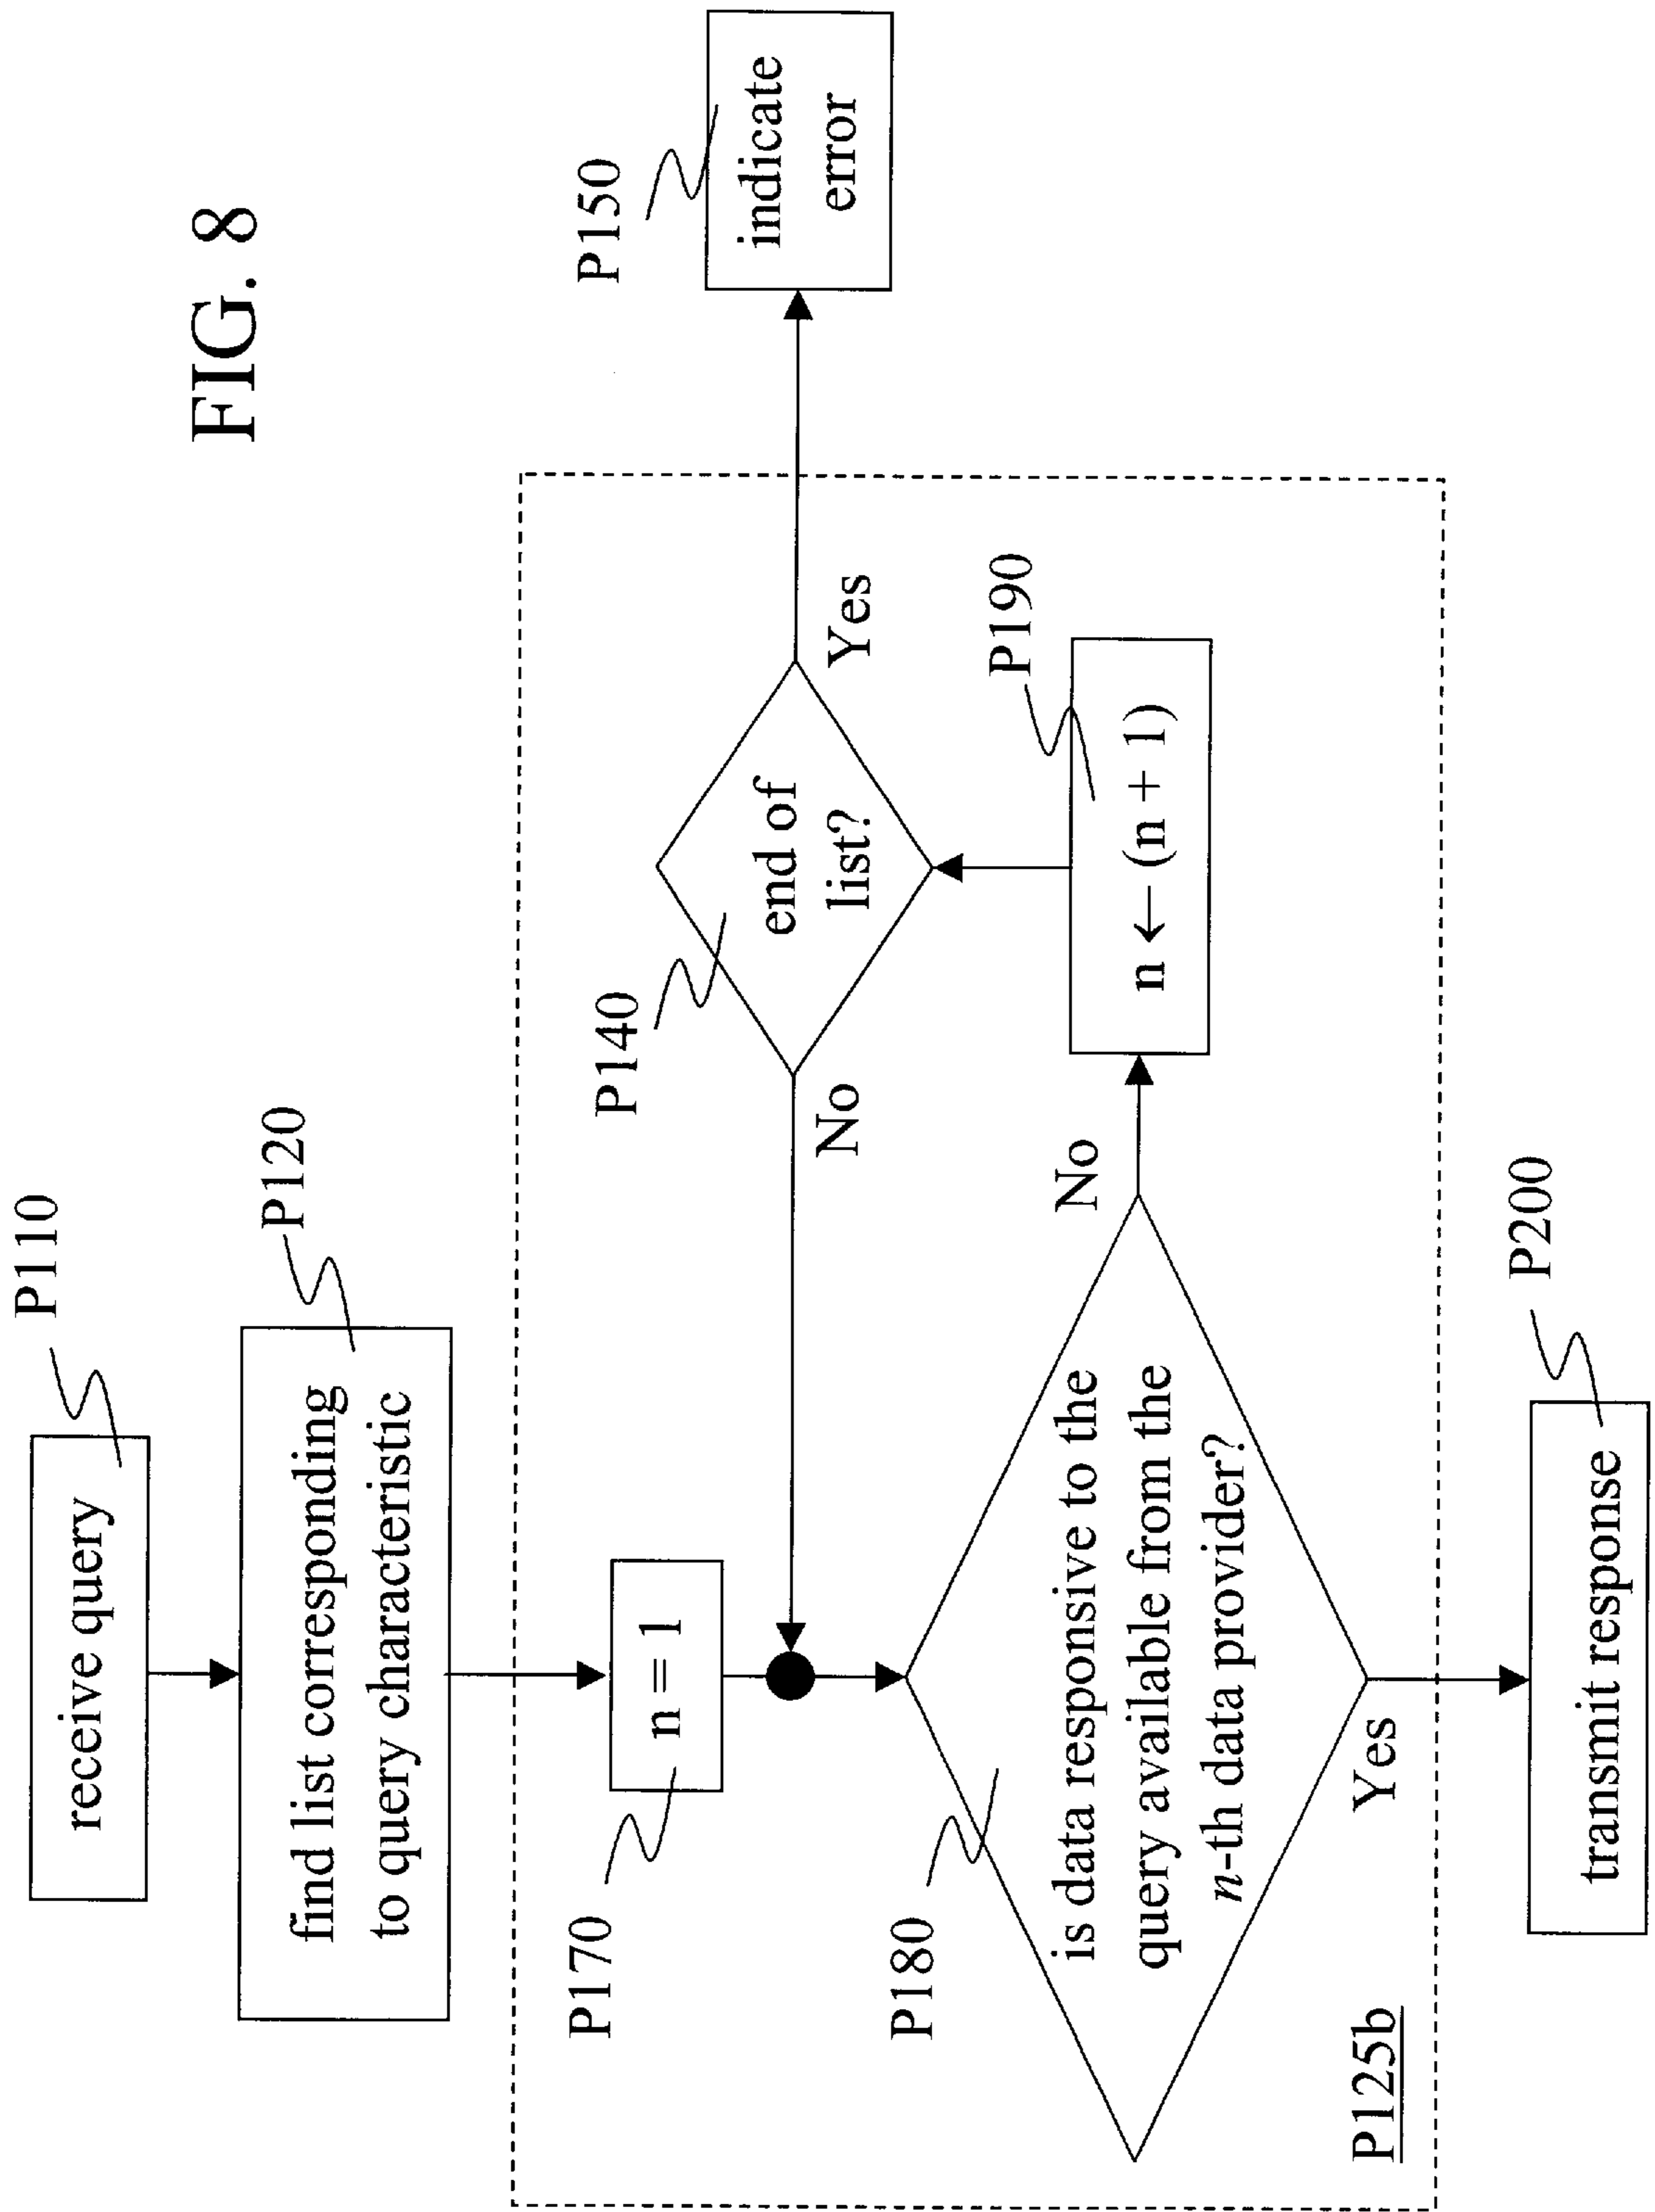 FIG. 8
P110
receive query
P120
find list corresponding
to query characteristic
P170
n = 1
P180
is data responsive to the
query available from the
n-th data provider?
No
Yes
P190
n ← (n + 1)
P140
end of
list?
No
Yes
P150
indicate
error
P125b
P200
transmit response